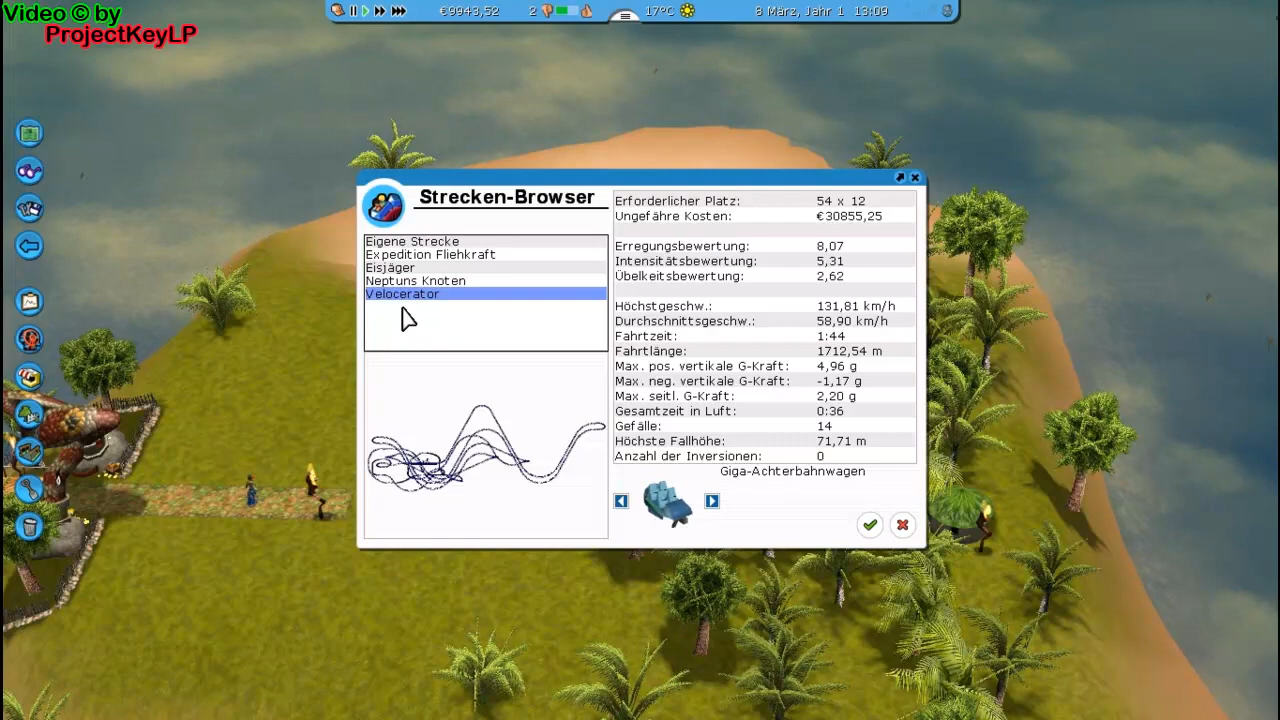 Video © by
ProjectKeyLP
€9943,52
2
17°C
8 März, Jahr 1 13:09
Strecken-Browser
Eigene Strecke
Expedition Fliehkraft
Eisjäger
Neptuns Knoten
Velocerator
Erforderlicher Platz: 54 x 12
Ungefähre Kosten: €30855,25
Erregungsbewertung: 8,07
Intensitätsbewertung: 5,31
Übelkeitsbewertung: 2,62
Höchstgeschw.: 131,81 km/h
Durchschnittsgeschw.: 58,90 km/h
Fahrtzeit: 1:44
Fahrtlänge: 1712,54 m
Max. pos. vertikale G-Kraft: 4,96 g
Max. neg. vertikale G-Kraft: -1,17 g
Max. seitl. G-Kraft: 2,20 g
Gesamtzeit in Luft: 0:36
Gefälle: 14
Höchste Fallhöhe: 71,71 m
Anzahl der Inversionen: 0
Giga-Achterbahnwagen